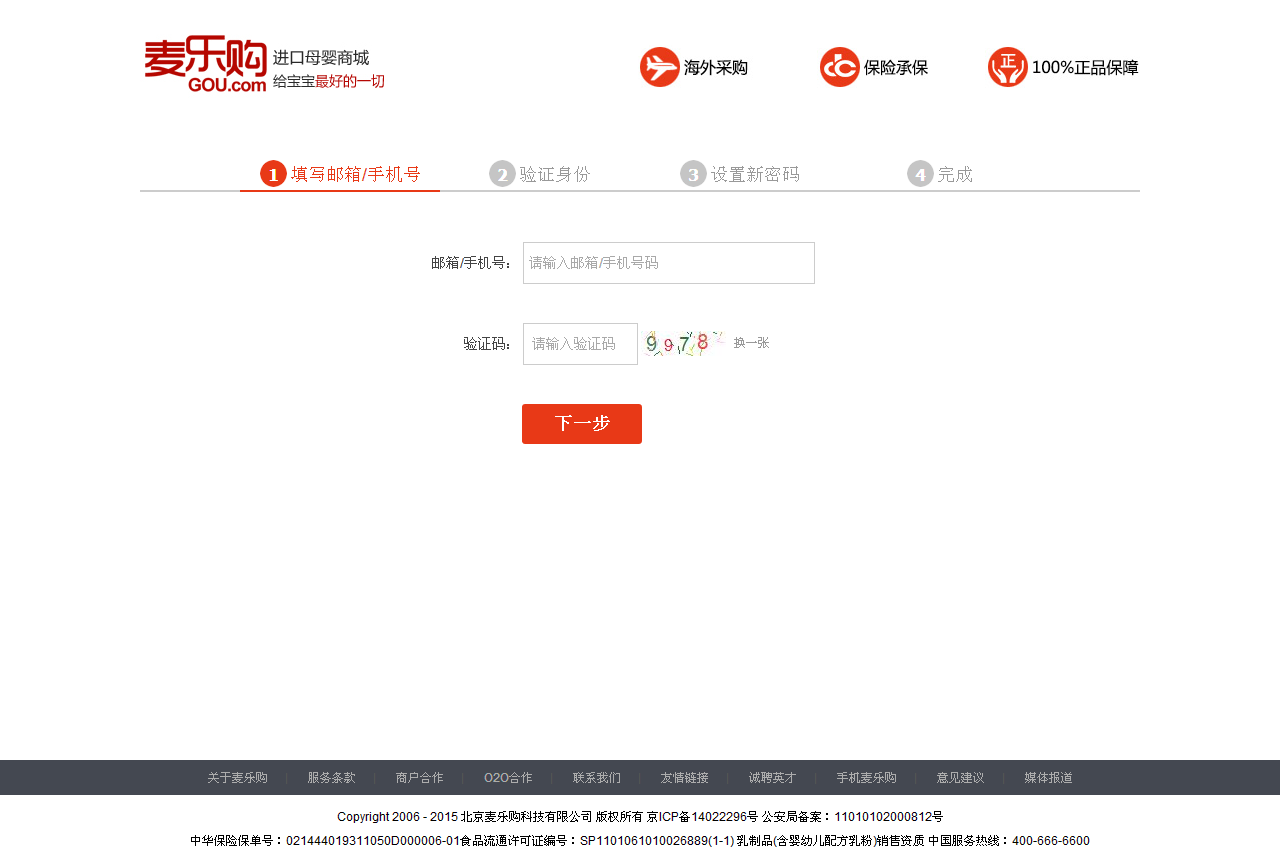 麦乐购 进口母婴商城
GOU.com 给宝宝最好的一切
海外采购 保险承保 正 100%正品保障
1 填写邮箱/手机号 2 验证身份 3 设置新密码 4 完成
邮箱/手机号： 请输入邮箱/手机号码
验证码： 请输入验证码 9978 换一张
下一步
关于麦乐购 | 服务条款 | 商户合作 | O2O合作 | 联系我们 | 友情链接 | 诚聘英才 | 手机麦乐购 | 意见建议 | 媒体报道
Copyright 2006 - 2015 北京麦乐购科技有限公司 版权所有 京ICP备14022296号 公安局备案：11010102000812号
中华保险保单号：021444019311050D000006-01食品流通许可证编号：SP1101061010026889(1-1) 乳制品(含婴幼儿配方乳粉)销售资质 中国服务热线：400-666-6600